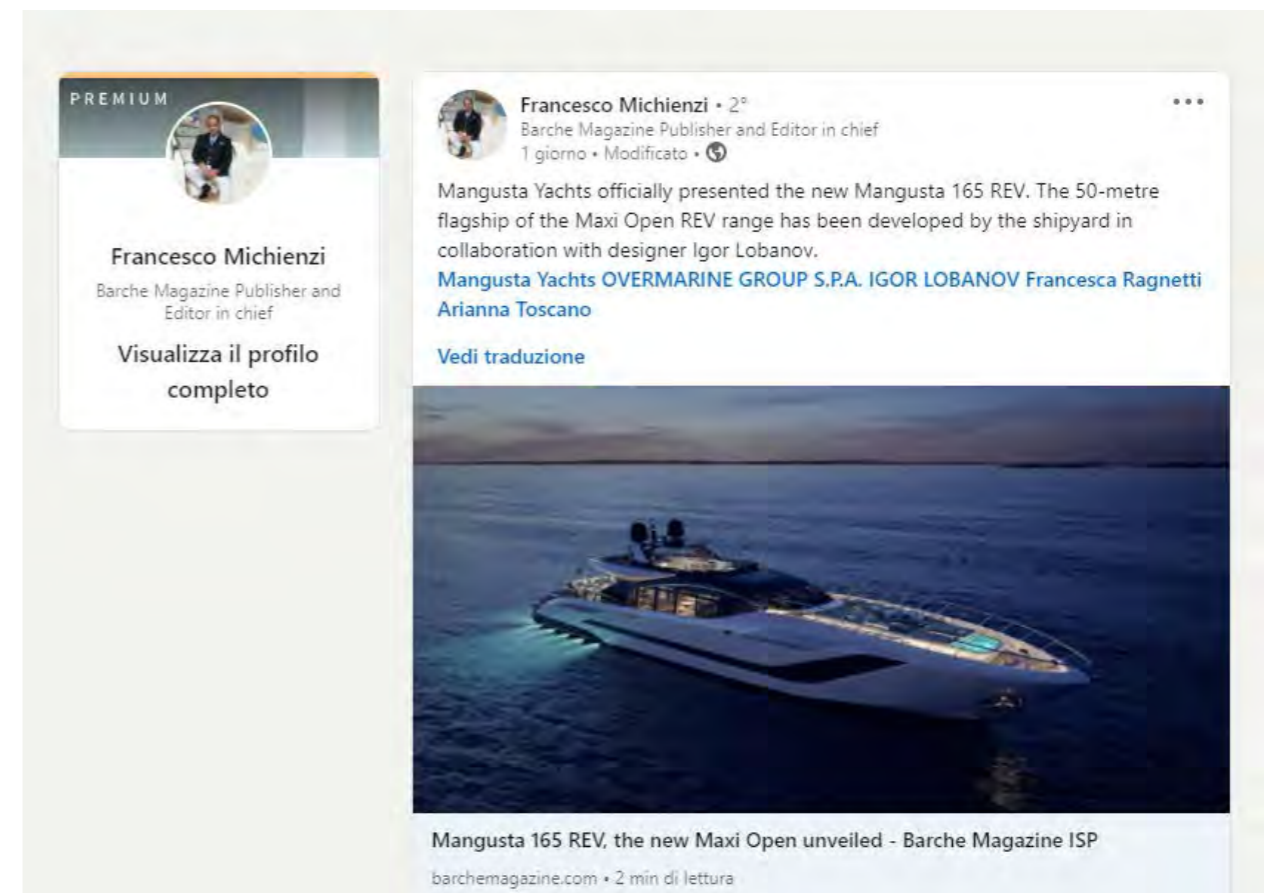 PREMIUM
Francesco Michienzi
Barche Magazine Publisher and
Editor in chief
Visualizza il profilo
completo
Francesco Michienzi • 2°
Barche Magazine Publisher and Editor in chief
1 giorno • Modificato •
Mangusta Yachts officially presented the new Mangusta 165 REV. The 50-metre
flagship of the Maxi Open REV range has been developed by the shipyard in
collaboration with designer Igor Lobanov.
Mangusta Yachts OVERMARINE GROUP S.P.A. IGOR LOBANOV Francesca Ragnetti
Arianna Toscano
Vedi traduzione
Mangusta 165 REV, the new Maxi Open unveiled - Barche Magazine ISP
barchemagazine.com • 2 min di lettura